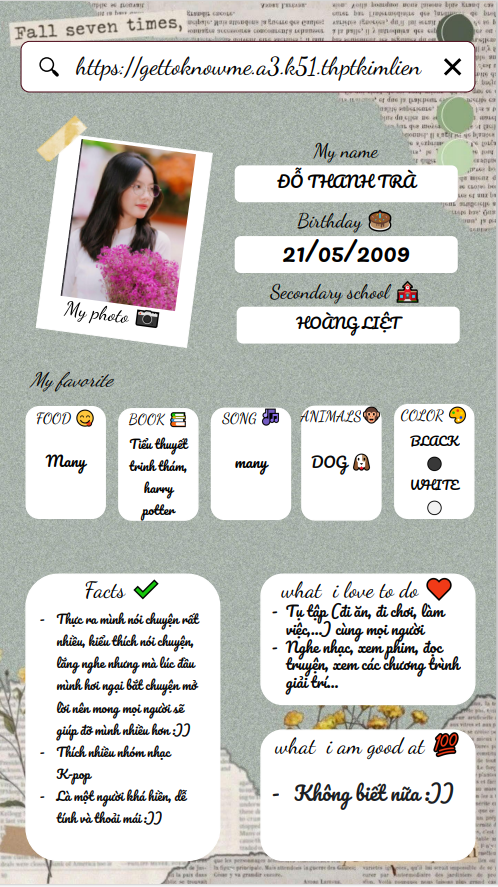 Fall seven times,
https://gettoknowme.a3.k51.thptkimlien
My name
ĐỖ THANH TRÀ
Birthday
21/05/2009
Secondary school
HOÀNG LIỆT
My photo
My favorite
FOOD
Many
BOOK
Tiểu thuyết
trinh thám,
harry
potter
SONG
many
ANIMALS
DOG
COLOR
BLACK
WHITE
Facts
- Thực ra mình nói chuyện rất
nhiều, kiểu thích nói chuyện,
lắng nghe nhưng mà lúc đầu
mình hơi ngại bắt chuyện mở
lời nên mong mọi người sẽ
giúp đỡ mình nhiều hơn :))
- Thích nhiều nhóm nhạc
K-pop
- Là một người khá hiền, dễ
tính và thoải mái :))
what i love to do
- Tụ tập (đi ăn, đi chơi, làm
việc,...) cùng mọi người
- Nghe nhạc, xem phim, đọc
truyện, xem các chương trình
giải trí...
what i am good at
- Không biết nữa :))